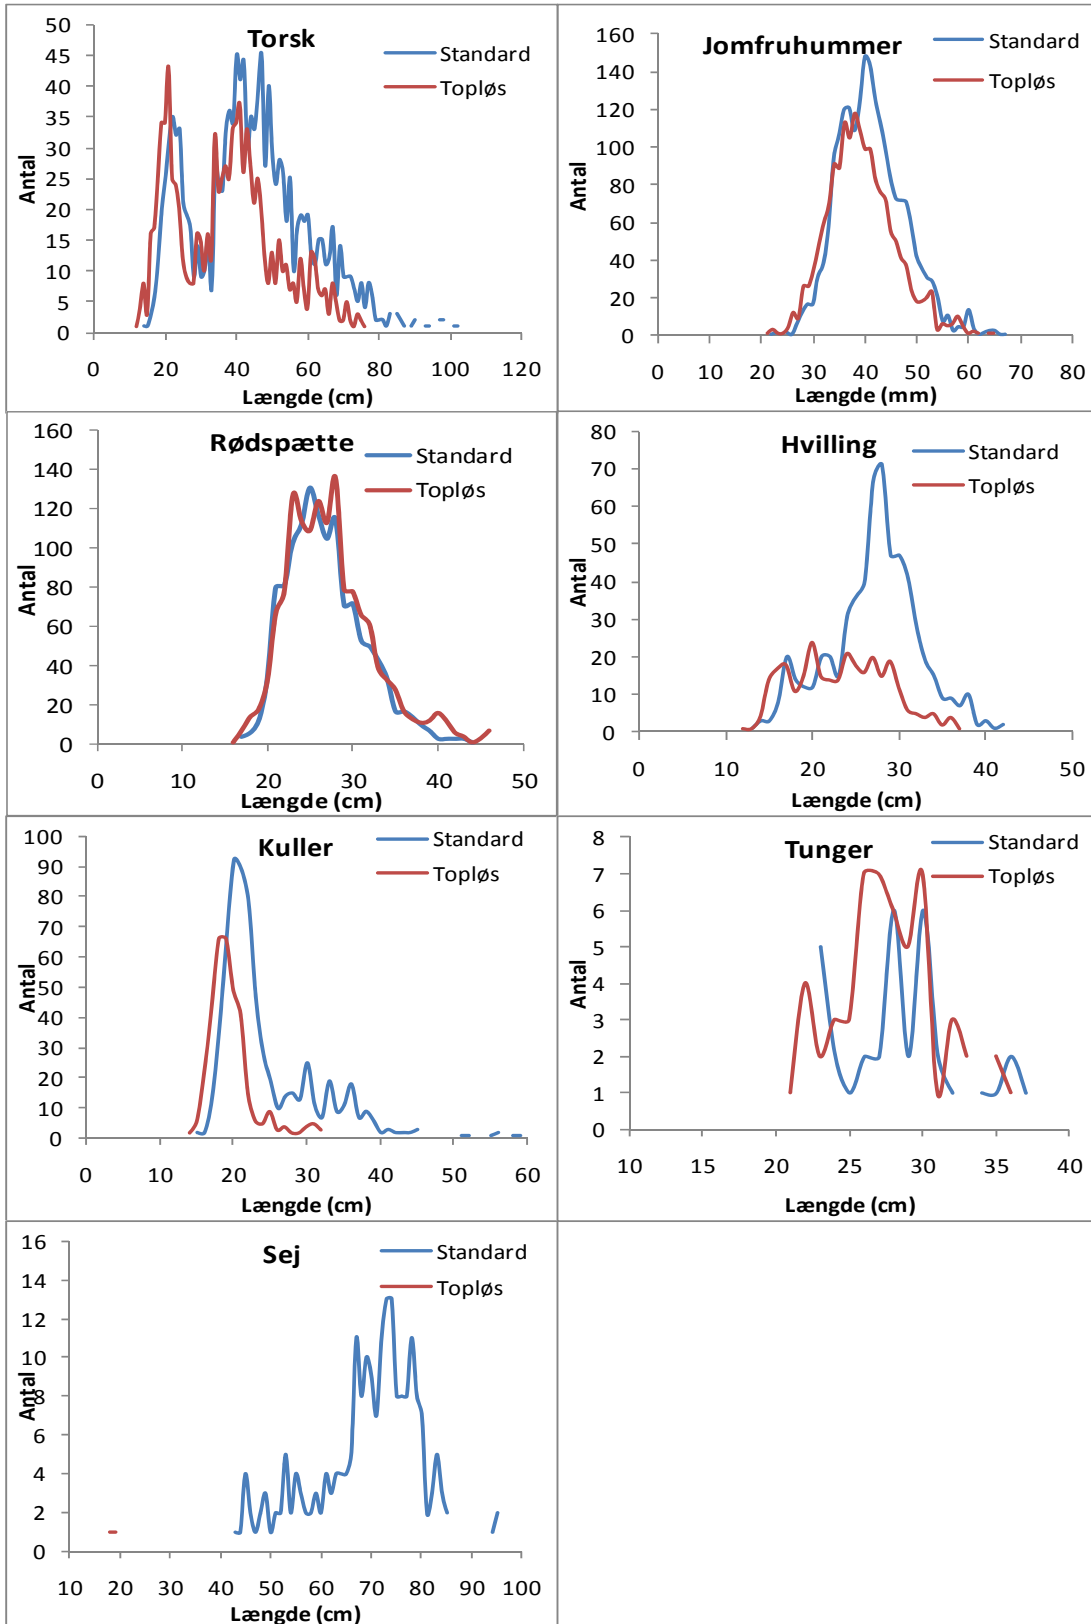 Torsk
Standard
Topløs
Antal
50
45
40
35
30
25
20
15
10
5
0
0 20 40 60 80 100 120
Længde (cm)
Jomfruhummer
Standard
Topløs
Antal
160
140
120
100
80
60
40
20
0
0 10 20 30 40 50 60 70 80
Længde (mm)
Rødspætte
Standard
Topløs
Antal
160
140
120
100
80
60
40
20
0
0 10 20 30 40 50
Længde (cm)
Hvilling
Standard
Topløs
Antal
80
70
60
50
40
30
20
10
0
0 10 20 30 40 50
Længde (cm)
Kuller
Standard
Topløs
Antal
100
90
80
70
60
50
40
30
20
10
0
0 10 20 30 40 50 60
Længde (cm)
Tunger
Standard
Topløs
Antal
8
7
6
5
4
3
2
1
0
10 15 20 25 30 35 40
Længde (cm)
Sej
Standard
Topløs
Antal
16
14
12
10
8
6
4
2
0
10 20 30 40 50 60 70 80 90 100
Længde (cm)